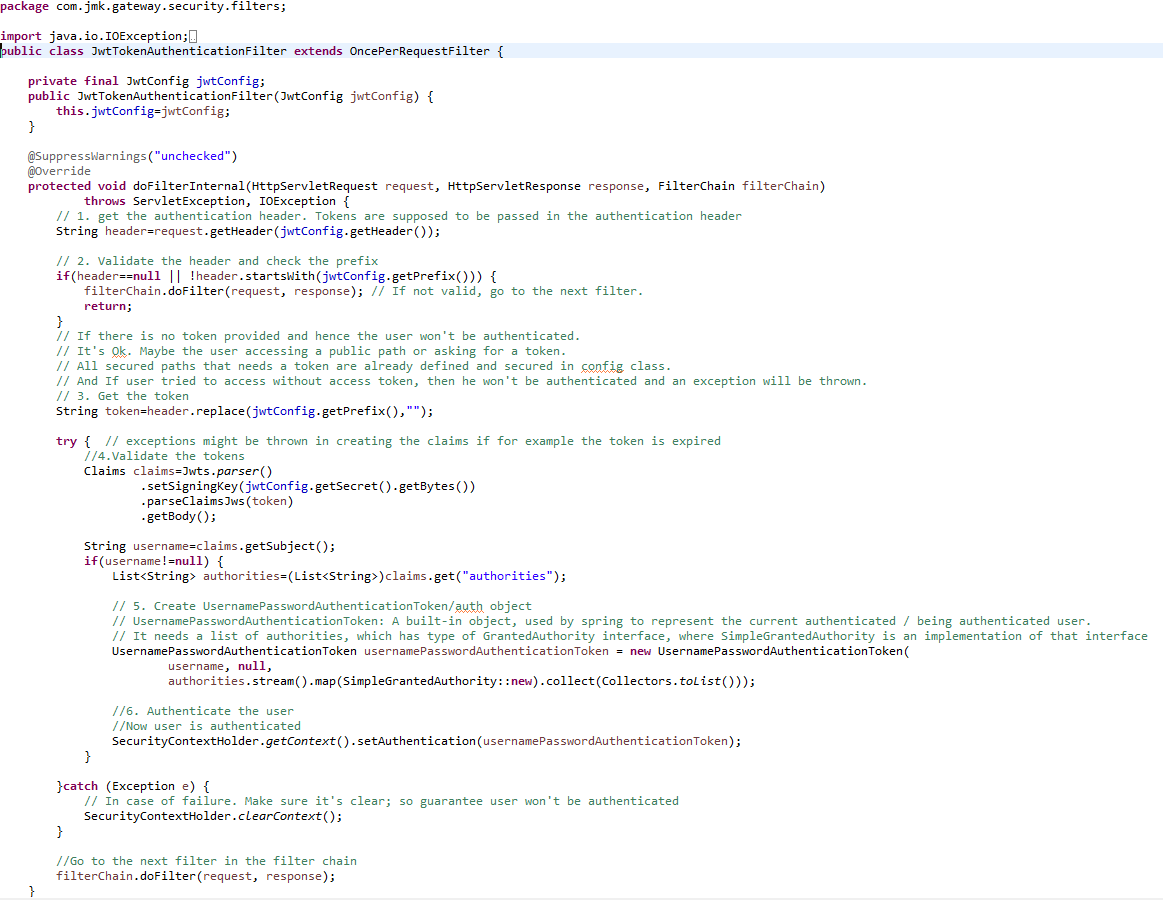 package com.jmk.gateway.security.filters;
import java.io.IOException;
public class JwtTokenAuthenticationFilter extends OncePerRequestFilter {
private final JwtConfig jwtConfig;
public JwtTokenAuthenticationFilter(JwtConfig jwtConfig) {
this.jwtConfig=jwtConfig;
}
@SuppressWarnings("unchecked")
@Override
protected void doFilterInternal(HttpServletRequest request, HttpServletResponse response, FilterChain filterChain)
throws ServletException, IOException {
// 1. get the authentication header. Tokens are supposed to be passed in the authentication header
String header=request.getHeader(jwtConfig.getHeader());
// 2. Validate the header and check the prefix
if(header==null || !header.startsWith(jwtConfig.getPrefix())) {
filterChain.doFilter(request, response); // If not valid, go to the next filter.
return;
}
// If there is no token provided and hence the user won't be authenticated.
// It's Ok. Maybe the user accessing a public path or asking for a token.
// All secured paths that needs a token are already defined and secured in config class.
// And If user tried to access without access token, then he won't be authenticated and an exception will be thrown.
// 3. Get the token
String token=header.replace(jwtConfig.getPrefix(),"");
try { // exceptions might be thrown in creating the claims if for example the token is expired
//4.Validate the tokens
Claims claims=Jwts.parser()
.setSigningKey(jwtConfig.getSecret().getBytes())
.parseClaimsJws(token)
.getBody();
String username=claims.getSubject();
if(username!=null) {
List<String> authorities=(List<String>)claims.get("authorities");
// 5. Create UsernamePasswordAuthenticationToken/auth object
// UsernamePasswordAuthenticationToken: A built-in object, used by spring to represent the current authenticated / being authenticated user.
// It needs a list of authorities, which has type of GrantedAuthority interface, where SimpleGrantedAuthority is an implementation of that interface
UsernamePasswordAuthenticationToken usernamePasswordAuthenticationToken = new UsernamePasswordAuthenticationToken(
username, null,
authorities.stream().map(SimpleGrantedAuthority::new).collect(Collectors.toList()));
//6. Authenticate the user
//Now user is authenticated
SecurityContextHolder.getContext().setAuthentication(usernamePasswordAuthenticationToken);
}
}catch (Exception e) {
// In case of failure. Make sure it's clear; so guarantee user won't be authenticated
SecurityContextHolder.clearContext();
}
//Go to the next filter in the filter chain
filterChain.doFilter(request, response);
}